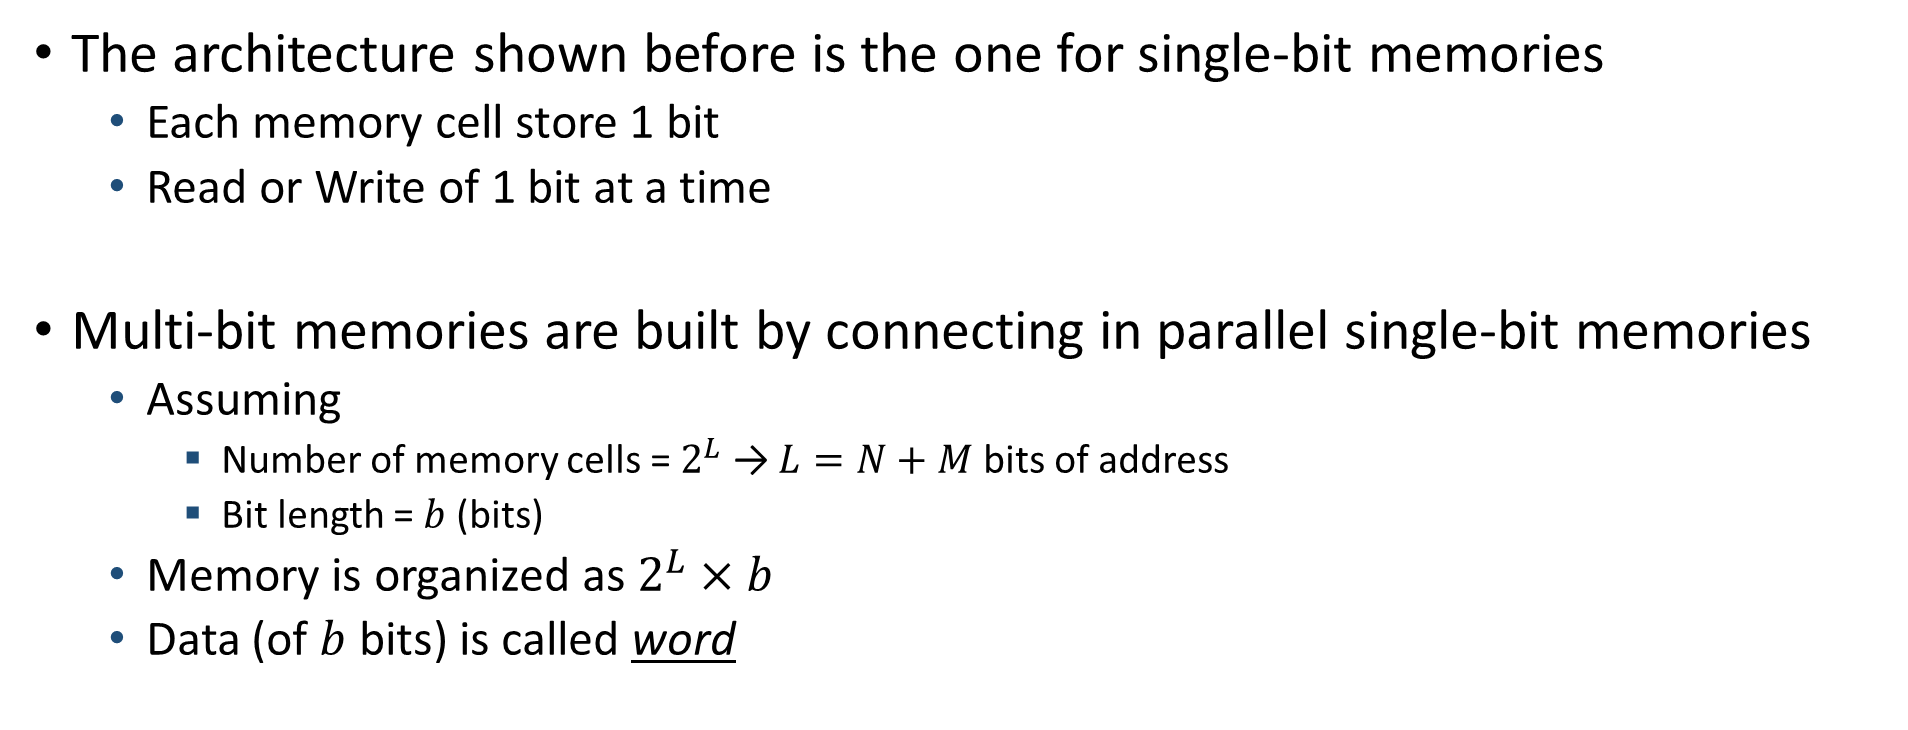 • The architecture shown before is the one for single-bit memories
• Each memory cell store 1 bit
• Read or Write of 1 bit at a time
• Multi-bit memories are built by connecting in parallel single-bit memories
• Assuming
▪ Number of memory cells = 2^L → L = N + M bits of address
▪ Bit length = b (bits)
• Memory is organized as 2^L × b
• Data (of b bits) is called word